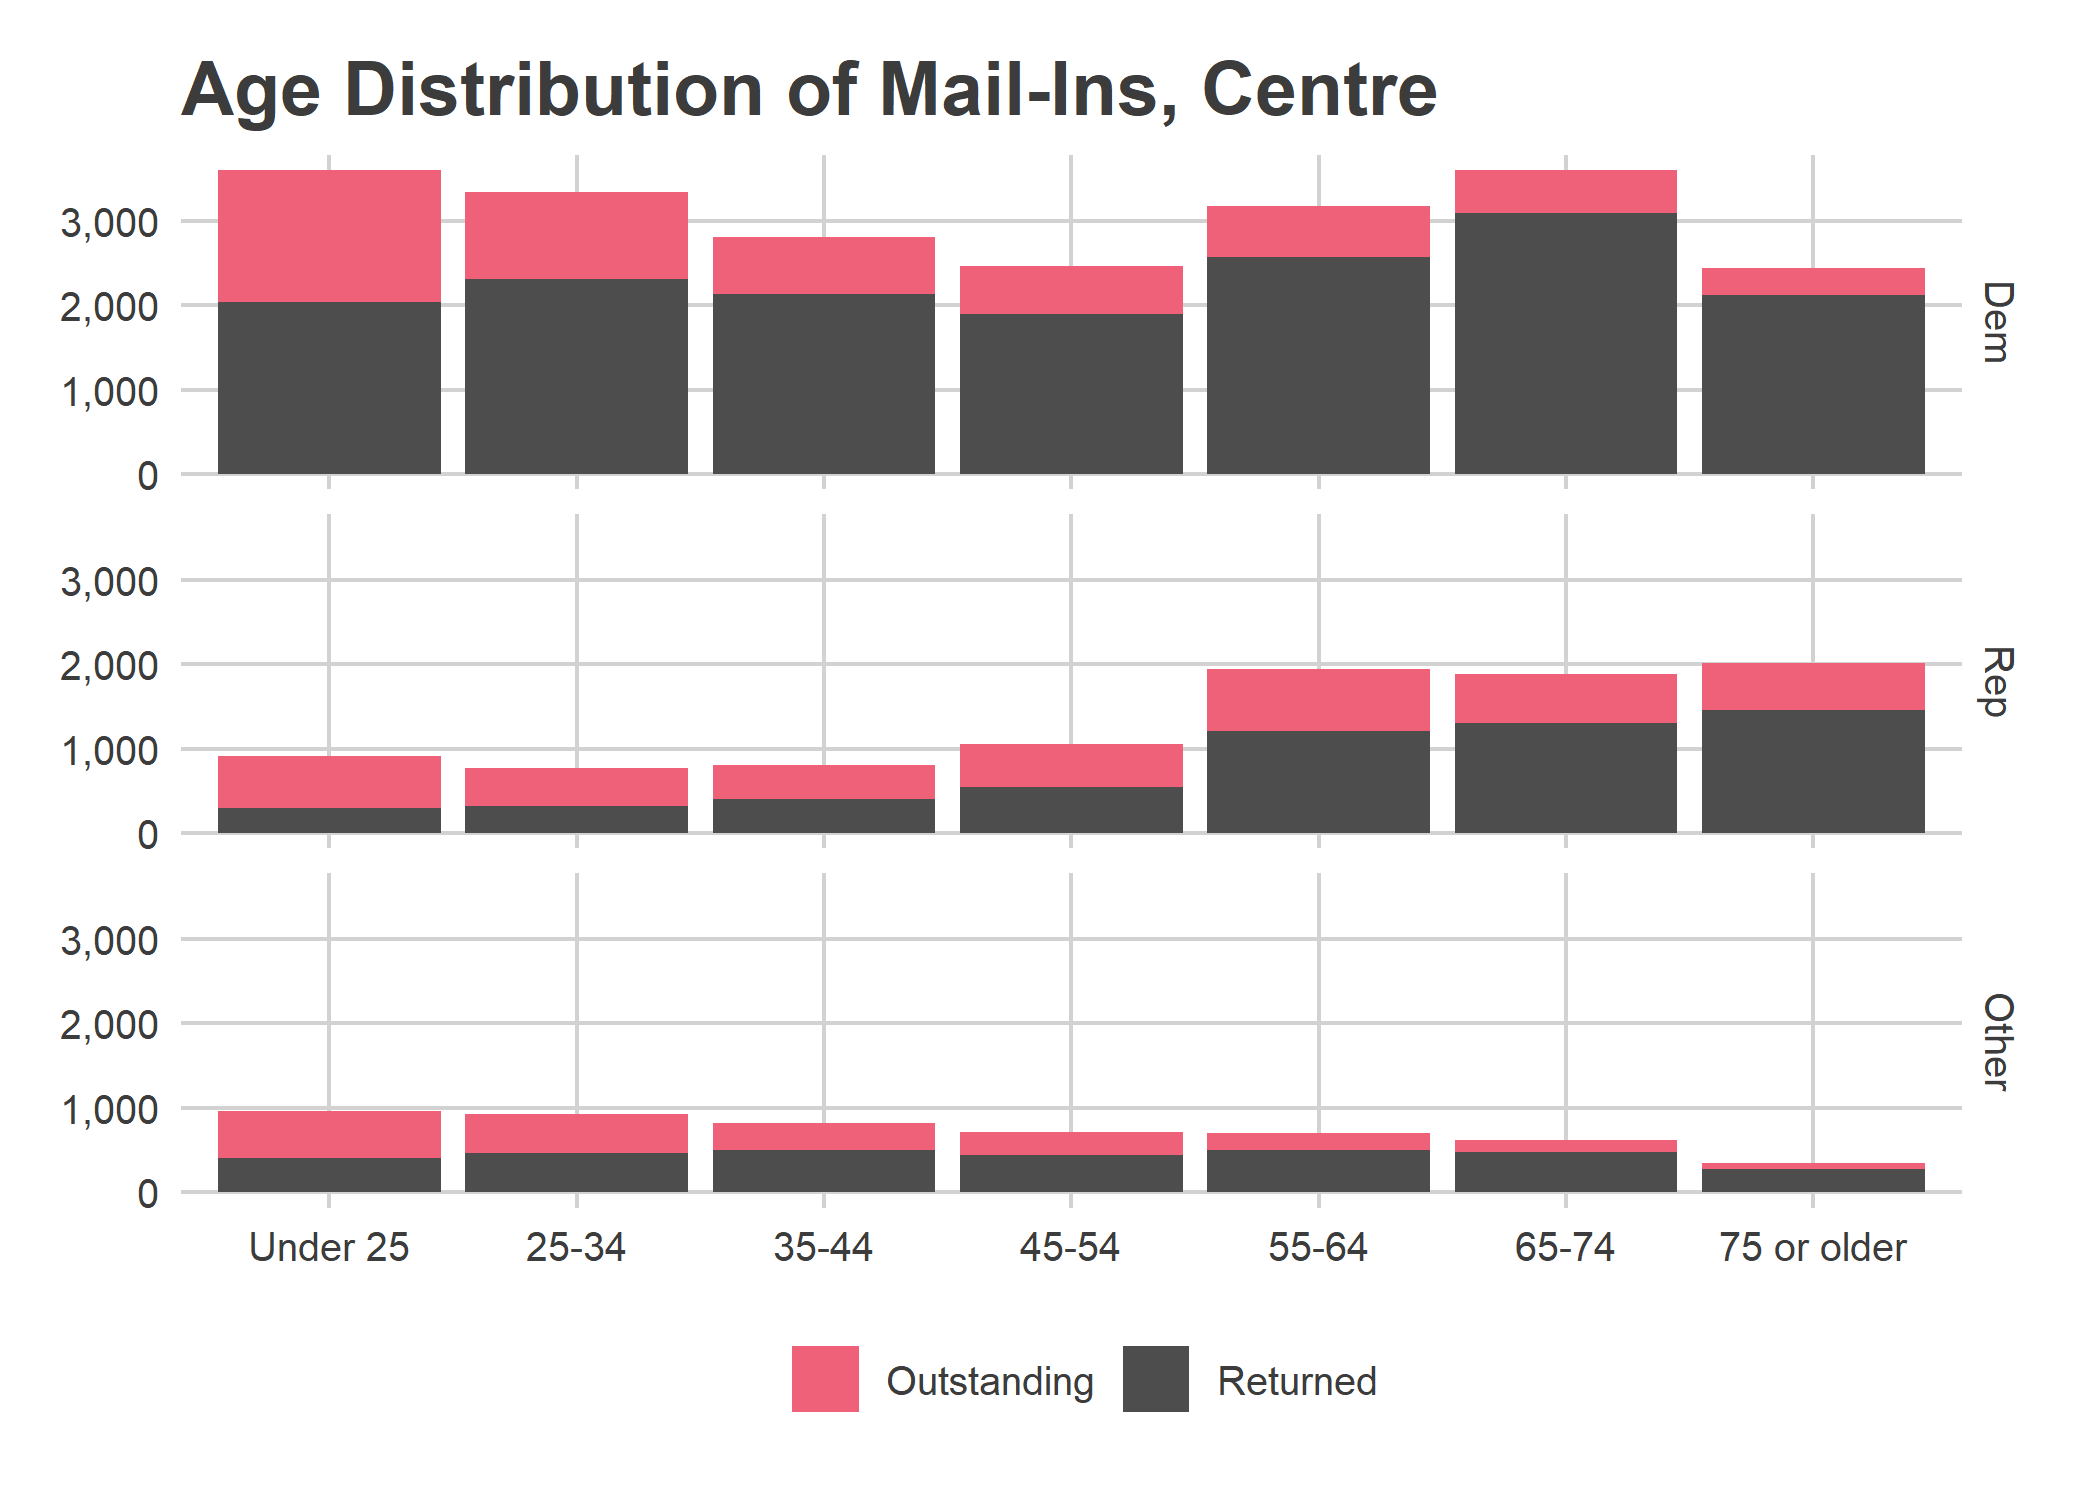 Age Distribution of Mail-Ins, Centre
3,000
2,000
1,000
0
Dem
3,000
2,000
1,000
0
Rep
3,000
2,000
1,000
0
Other
Under 25 25-34 35-44 45-54 55-64 65-74 75 or older
Outstanding Returned